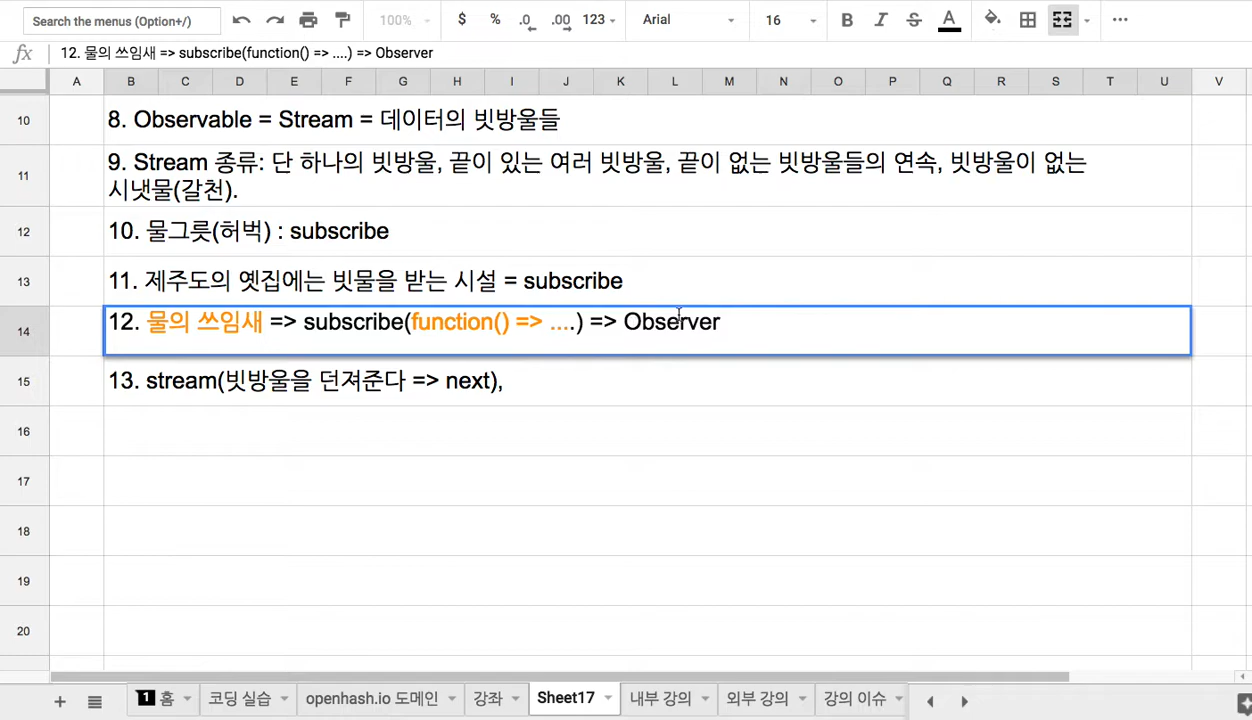 Search the menus (Option+/) 100% $ % .0 .00 123 Arial 16 B I S A
fx 12. 물의 쓰임새 => subscribe(function() => ....) => Observer
A B C D E F G H I J K L M N O P Q R S T U V
10 8. Observable = Stream = 데이터의 빗방울들
11 9. Stream 종류: 단 하나의 빗방울, 끝이 있는 여러 빗방울, 끝이 없는 빗방울들의 연속, 빗방울이 없는
시냇물(갈천).
12 10. 물그릇(허벅) : subscribe
13 11. 제주도의 옛집에는 빗물을 받는 시설 = subscribe
14 12. 물의 쓰임새 => subscribe(function() => ....) => Observer
15 13. stream(빗방울을 던져준다 => next),
16
17
18
19
20
1 홈 코딩 실습 openhash.io 도메인 강좌 Sheet17 내부 강의 외부 강의 강의 이슈